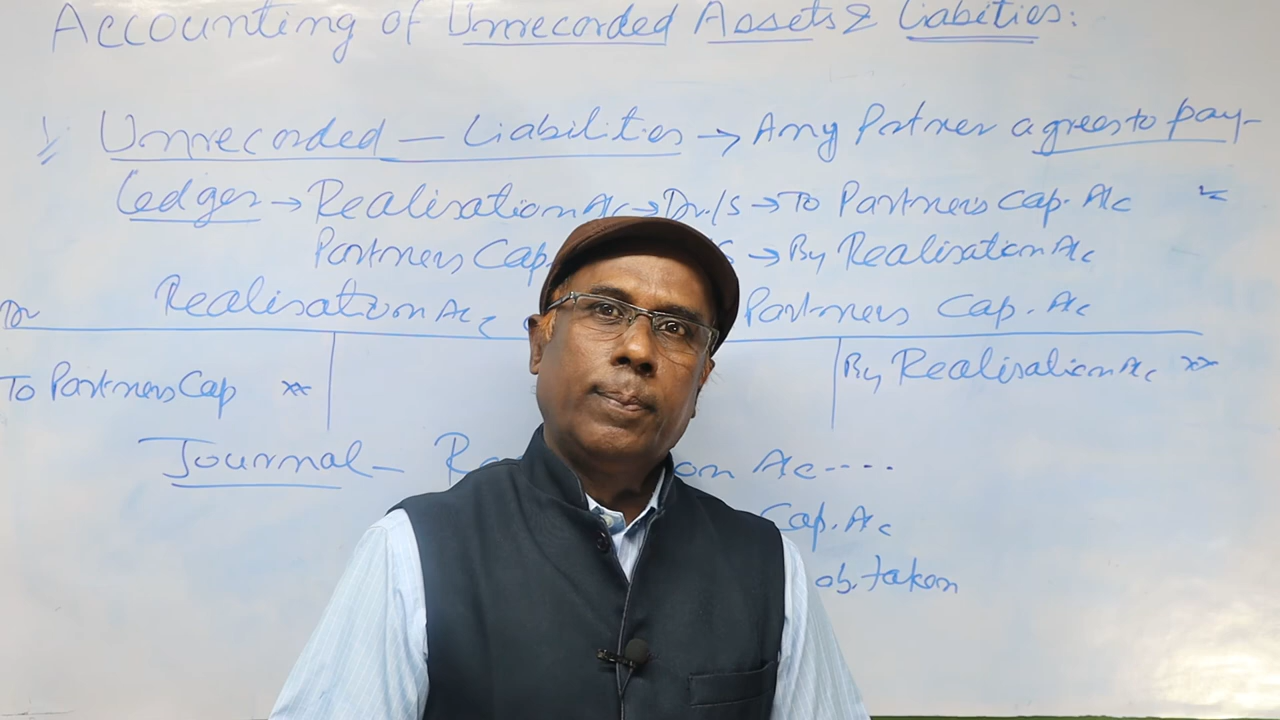 Accounting of Unrecorded Assets & Liabities:
1/ Unrecorded – Liabilities → Any Partner agrees to pay–
Ledger → Realisation A/c → Dr./S → To Partners Cap. A/c
Partners Cap. S → By Realisation A/c
Dr Realisation A/c Partners Cap. A/c
To Partners Cap xx By Realisation A/c xx
Journal – Re on A/c ----
Cap. A/c
ob. taken